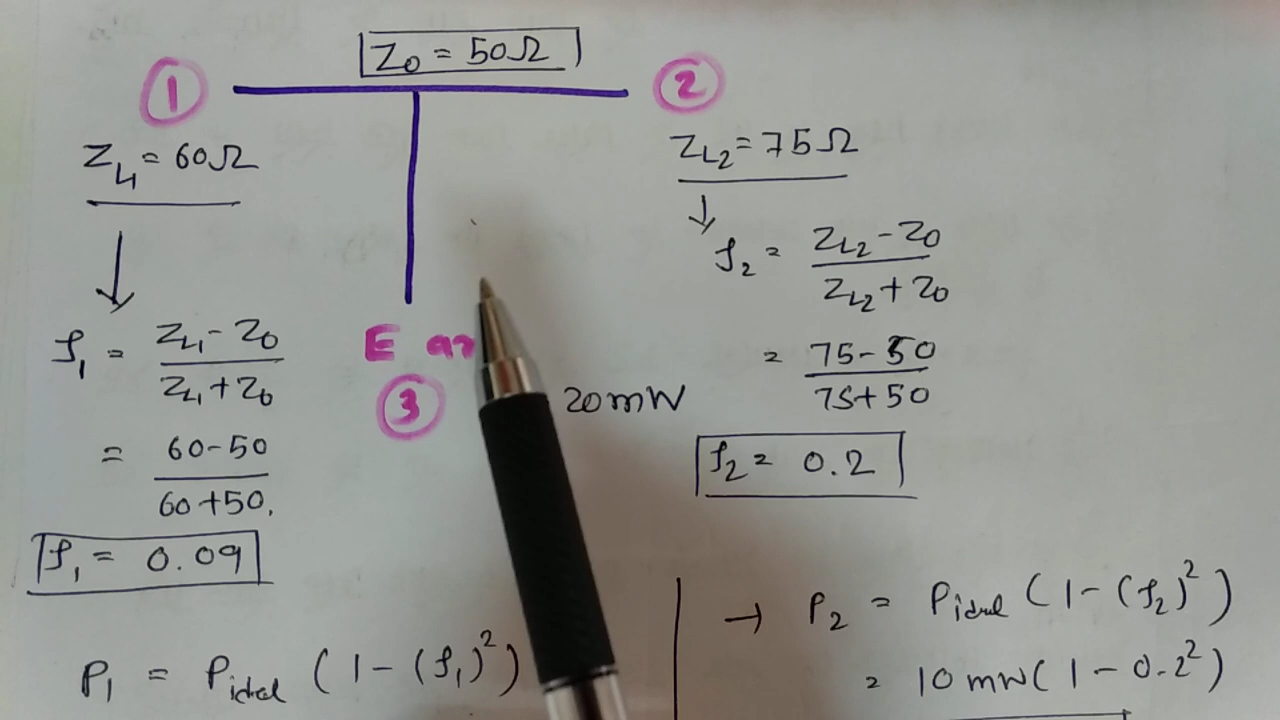 Z0 = 50Ω
①
②
ZL1 = 60Ω
ZL2 = 75Ω
↓
↓
ρ2 = ZL2 - Z0
ZL2 + Z0
ρ1 = ZL1 - Z0
ZL1 + Z0
= 75 - 50
75 + 50
E
③
20mW
= 60 - 50
60 + 50.
ρ2 = 0.2
ρ1 = 0.09
P1 = Pideal (1 - (ρ1)²)
→ P2 = Pideal (1 - (ρ2)²)
= 10 mW (1 - 0.2²)